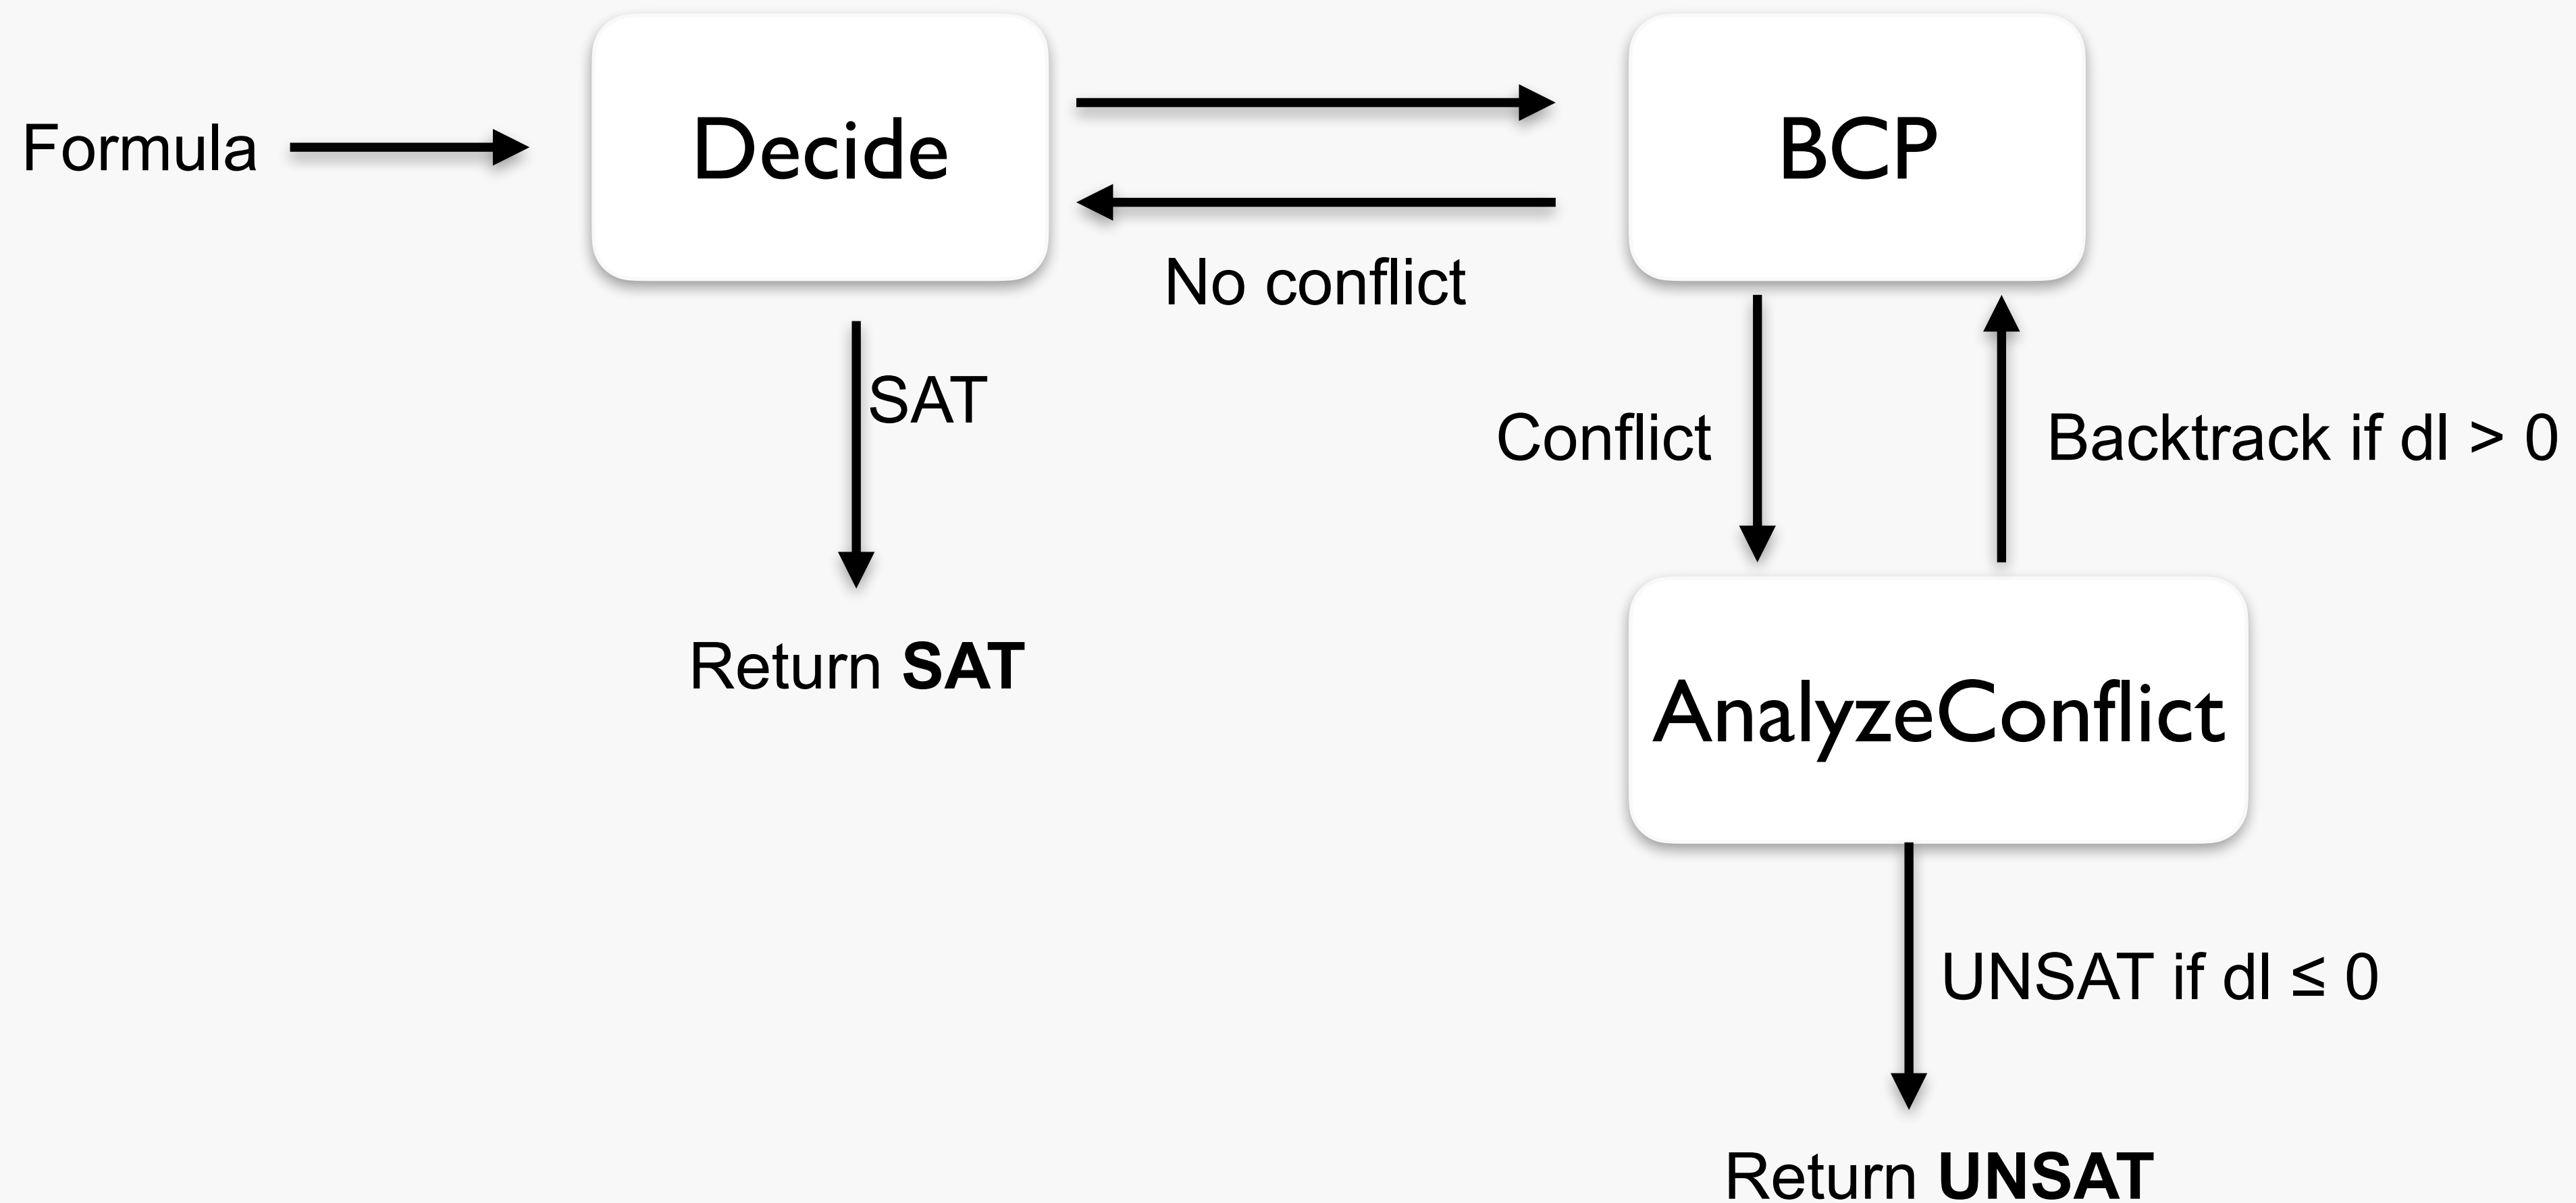 Formula
Decide
BCP
No conflict
SAT
Conflict
Backtrack if dl > 0
Return SAT
AnalyzeConflict
UNSAT if dl ≤ 0
Return UNSAT